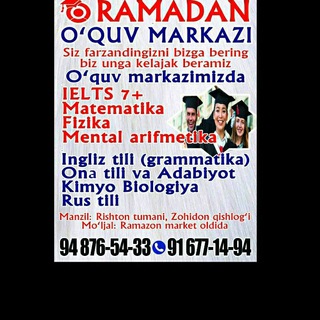 RAMADAN
O‘QUV MARKAZI
Siz farzandingizni bizga bering
biz unga kelajak beramiz
O‘quv markazimizda
IELTS 7+
Matematika
Fizika
Mental arifmetika
Ingliz tili (grammatika)
Ona tili va Adabiyot
Kimyo Biologiya
Rus tili
Manzil: Rishton tumani, Zohidon qishlog‘i
Mo‘ljal: Ramazon market oldida
94 876-54-33 91 677-14-94